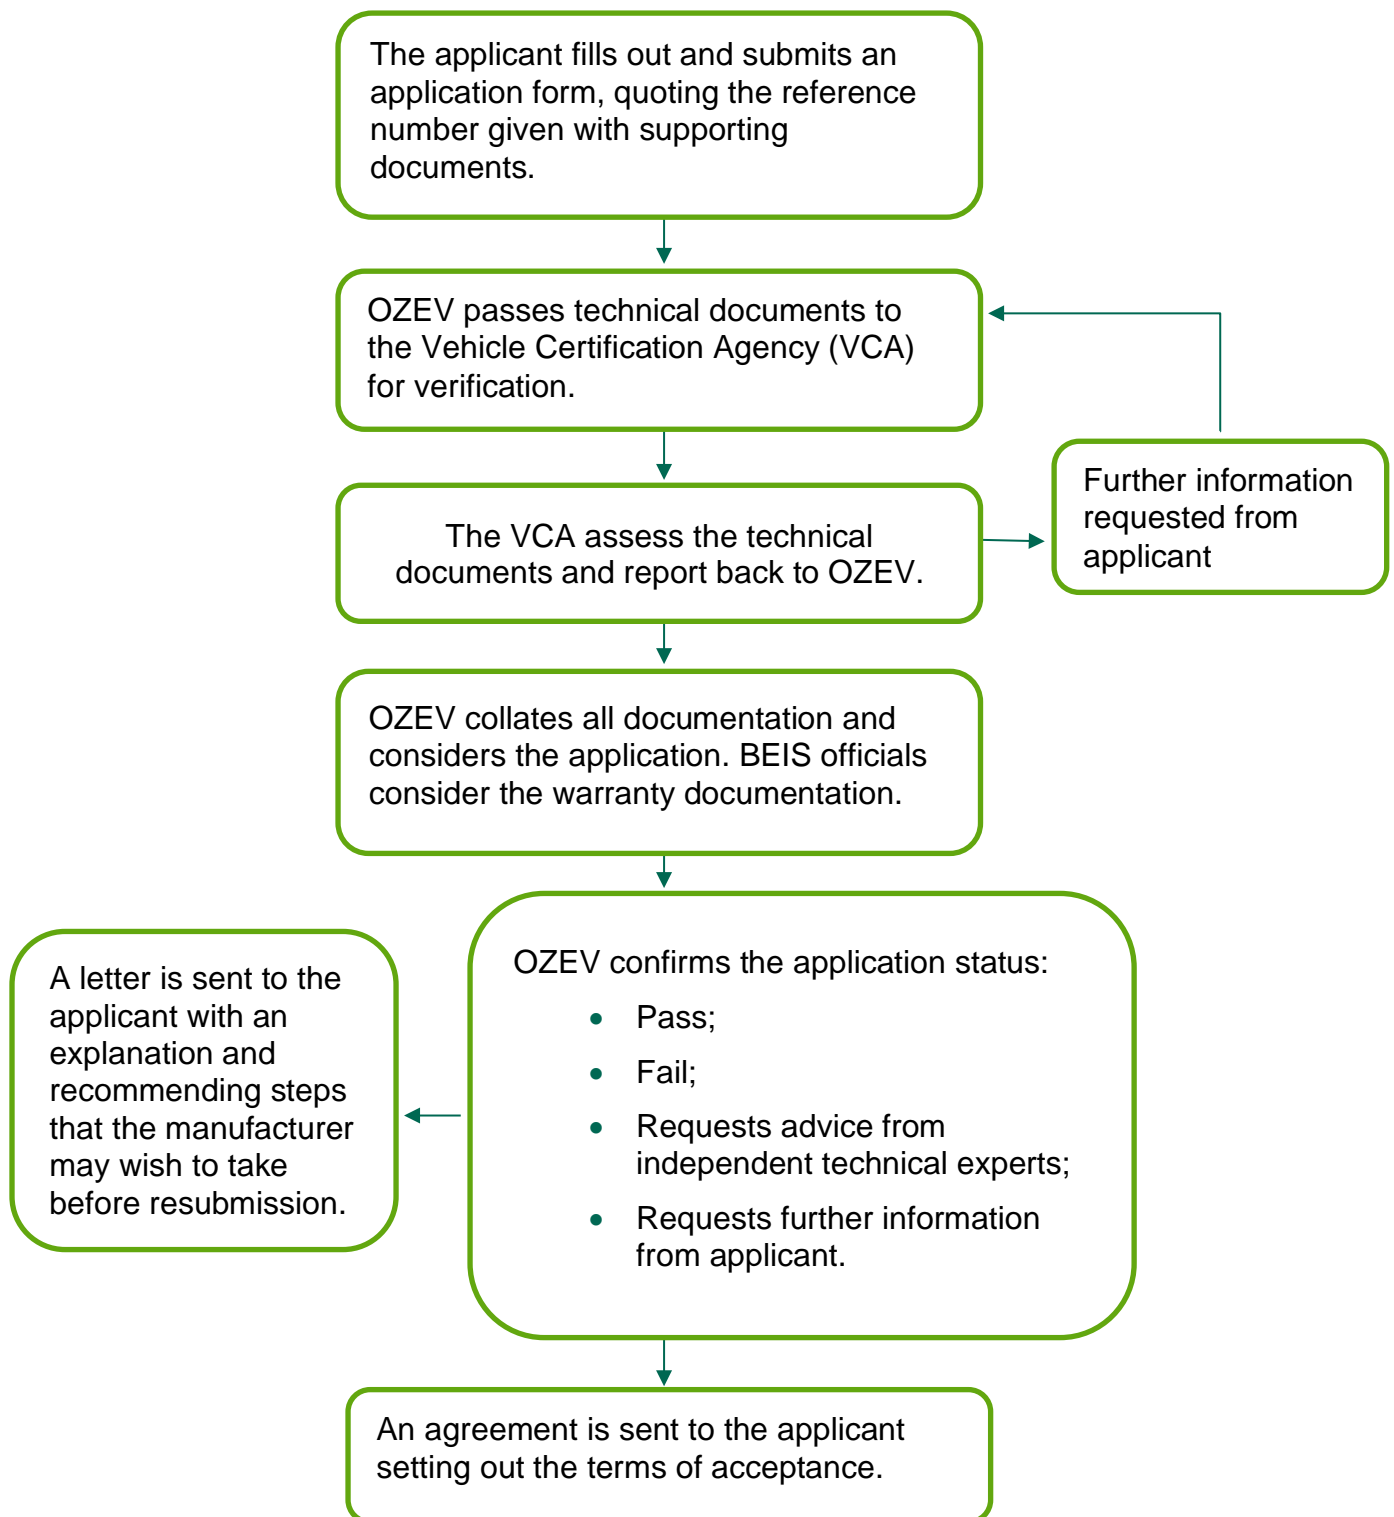 The applicant fills out and submits an
application form, quoting the reference
number given with supporting
documents.
OZEV passes technical documents to
the Vehicle Certification Agency (VCA)
for verification.
Further information
requested from
applicant
The VCA assess the technical
documents and report back to OZEV.
OZEV collates all documentation and
considers the application. BEIS officials
consider the warranty documentation.
A letter is sent to the
applicant with an
explanation and
recommending steps
that the manufacturer
may wish to take
before resubmission.
OZEV confirms the application status:
• Pass;
• Fail;
• Requests advice from
independent technical experts;
• Requests further information
from applicant.
An agreement is sent to the applicant
setting out the terms of acceptance.